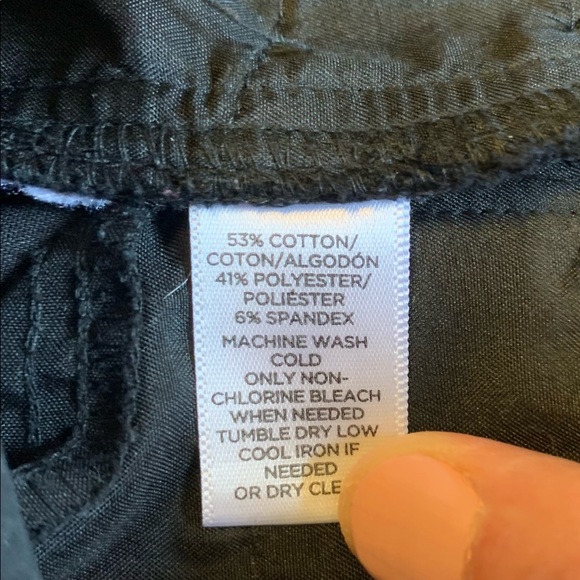 53% COTTON/
COTON/ALGODÓN
41% POLYESTER/
POLIÉSTER
6% SPANDEX
MACHINE WASH
COLD
ONLY NON-
CHLORINE BLEACH
WHEN NEEDED
TUMBLE DRY LOW
COOL IRON IF
NEEDED
OR DRY